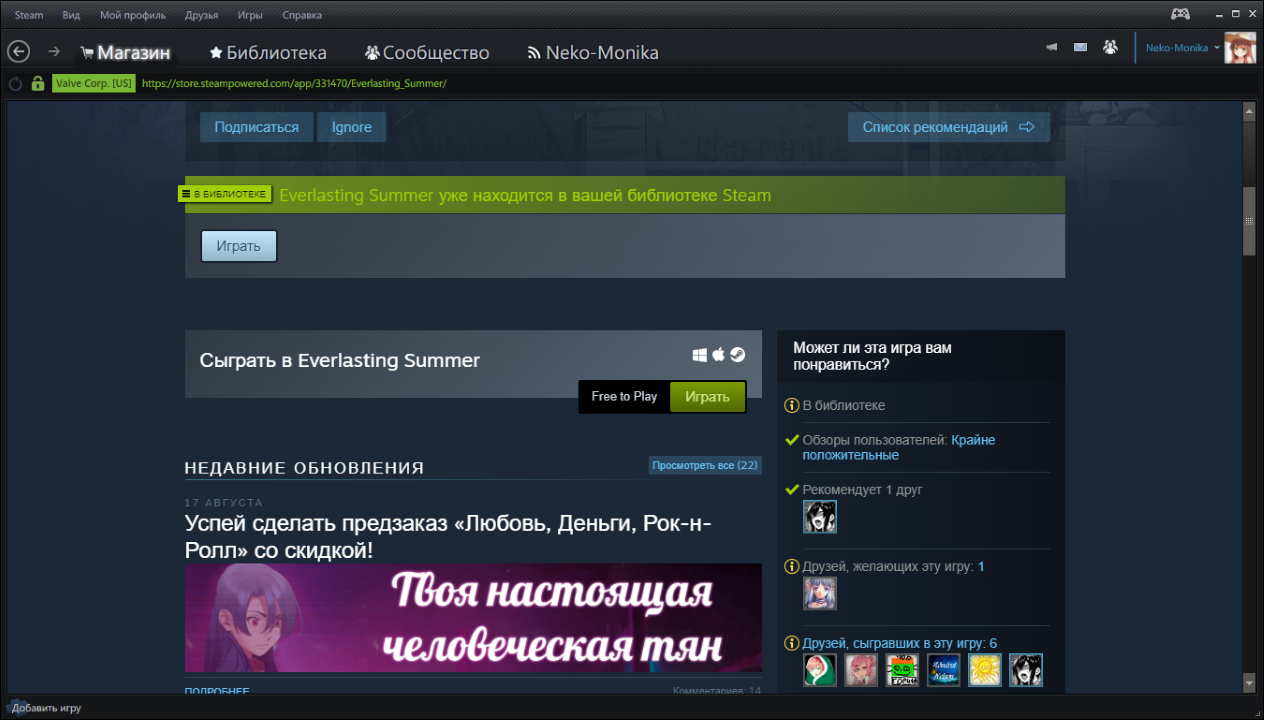 Steam Вид Мой профиль Друзья Игры Справка
Магазин Библиотека Сообщество Neko-Monika
Neko-Monika
Valve Corp. [US] https://store.steampowered.com/app/331470/Everlasting_Summer/
Подписаться Ignore Список рекомендаций
В БИБЛИОТЕКЕ Everlasting Summer уже находится в вашей библиотеке Steam
Играть
Сыграть в Everlasting Summer
Free to Play Играть
НЕДАВНИЕ ОБНОВЛЕНИЯ Просмотреть все (22)
17 АВГУСТА
Успей сделать предзаказ «Любовь, Деньги, Рок-н-
Ролл» со скидкой!
Твоя настоящая
человеческая тян
ПОДРОБНЕЕ Комментариев: 14
Может ли эта игра вам
понравиться?
В библиотеке
Обзоры пользователей: Крайне
положительные
Рекомендует 1 друг
Друзей, желающих эту игру: 1
Друзей, сыгравших в эту игру: 6
Добавить игру